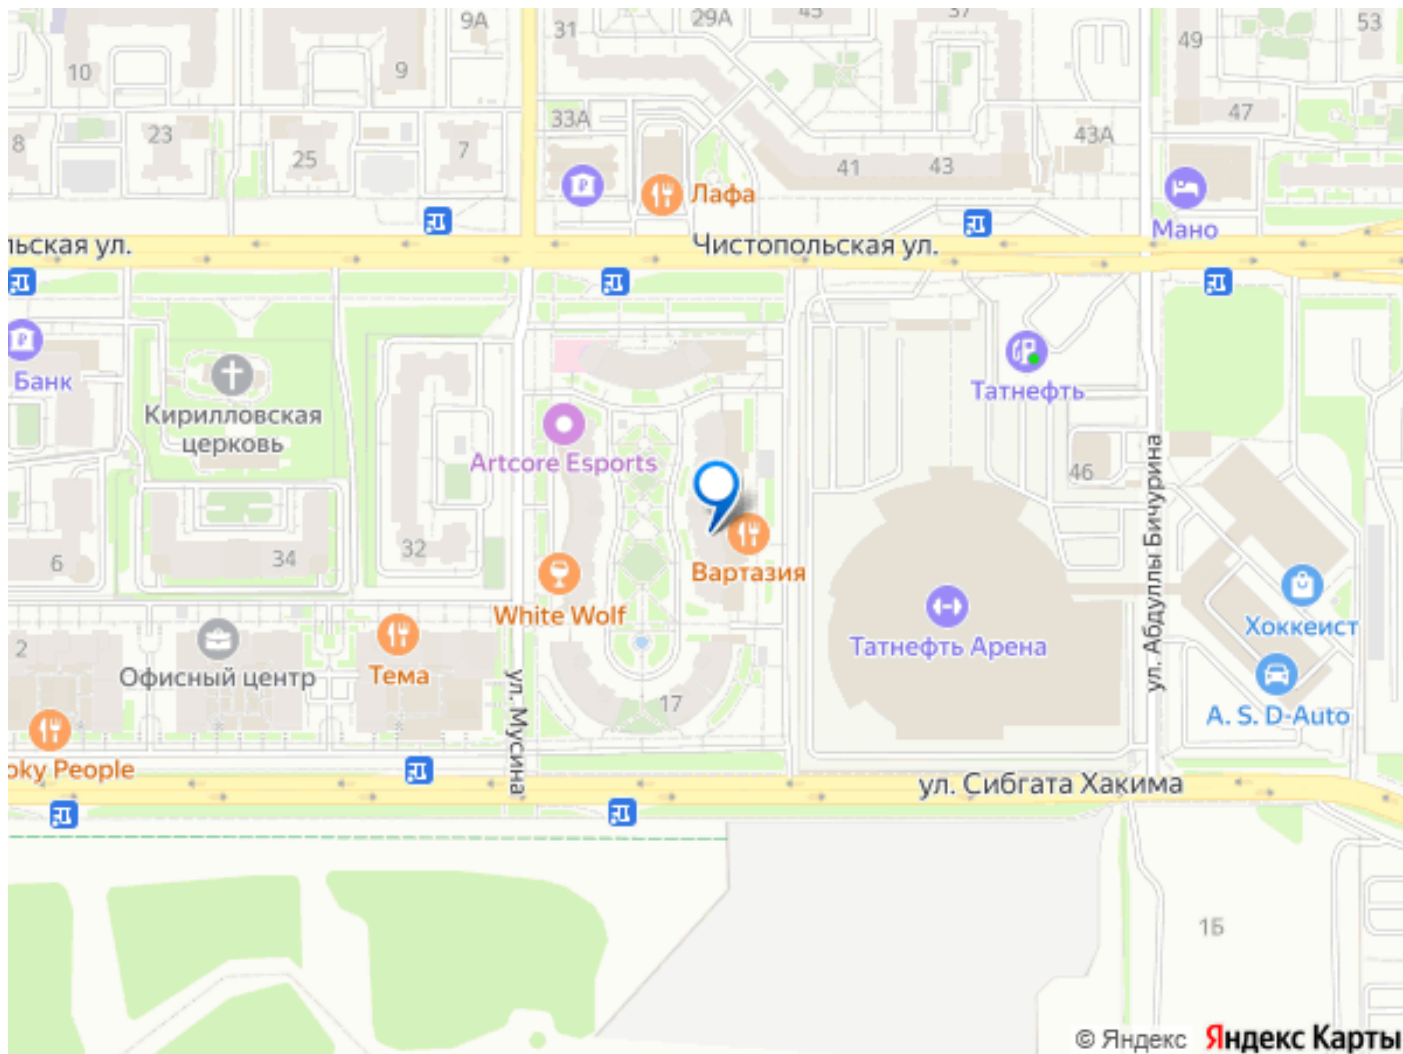 9А
31
29А
45
37
49
53
10
9
47
33А
8
23
25
7
41
43
43А
Лафа
Мано
льская ул.
Чистопольская ул.
Банк
Татнефть
Кирилловская
церковь
Artcore Esports
46
ул. Абдуллы Бичурина
6
34
32
Вартазия
White Wolf
Хоккеист
2
Офисный центр
Тема
Татнефть Арена
ул. Мусина
17
A. S. D-Auto
oky People
ул. Сибгата Хакима
1Б
© Яндекс Яндекс Карты